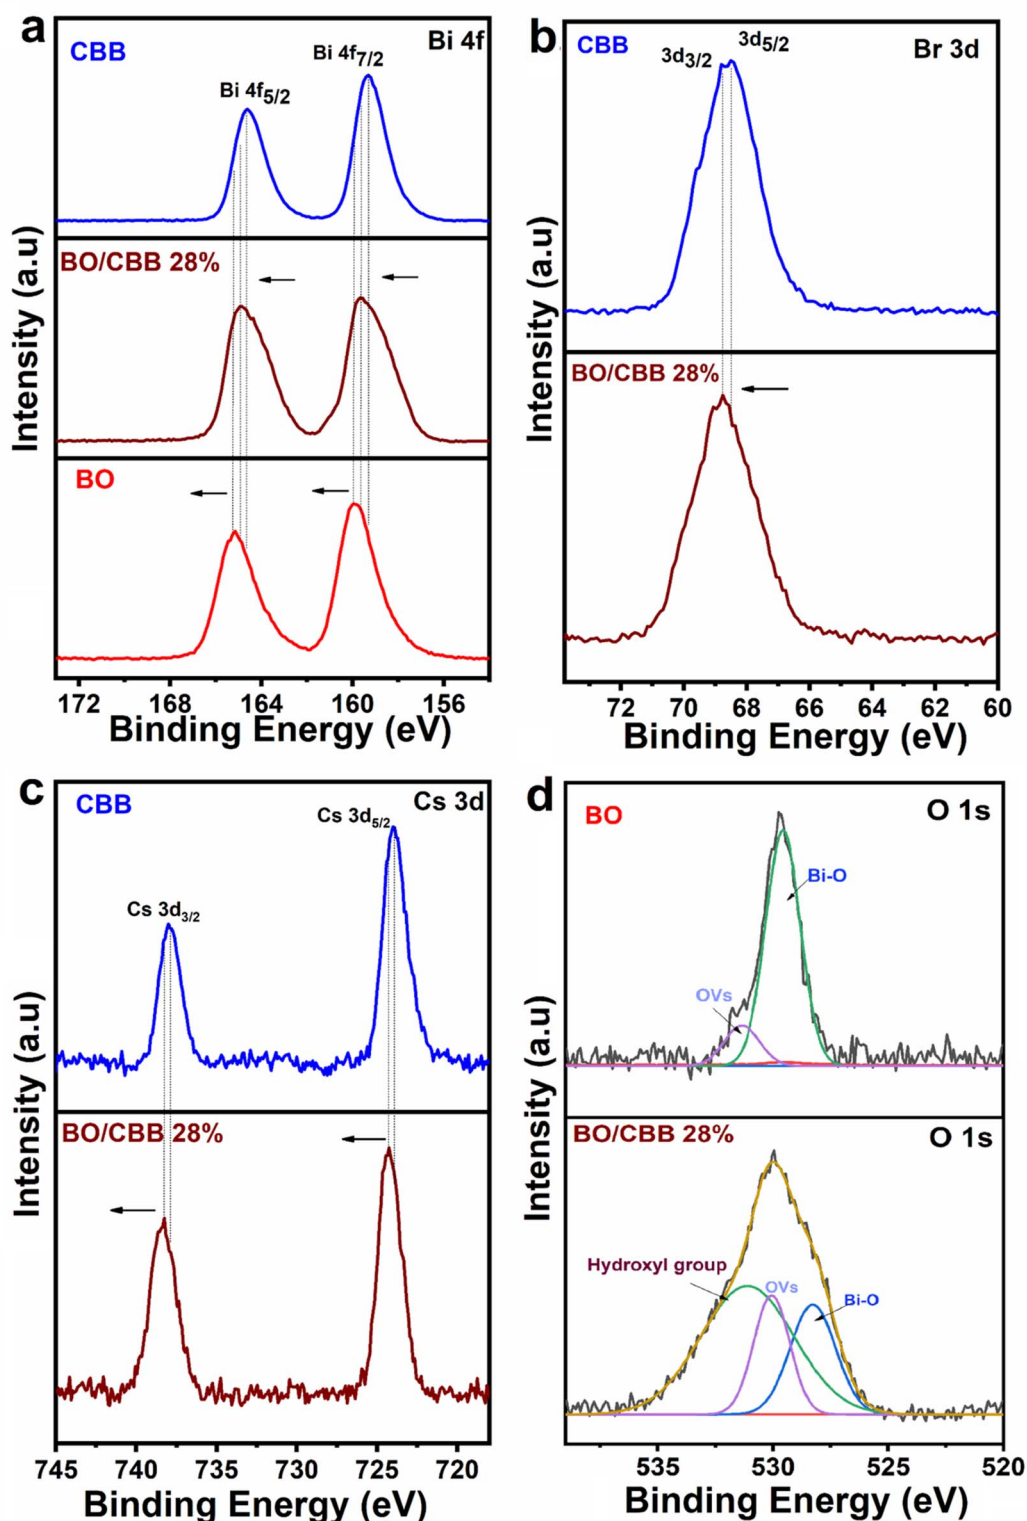 a
CBB
Bi 4f
Bi 4f7/2
Bi 4f5/2
BO/CBB 28%
BO
Intensity (a.u)
172 168 164 160 156
Binding Energy (eV)
b
CBB
3d3/2
3d5/2
Br 3d
BO/CBB 28%
Intensity (a.u)
72 70 68 66 64 62 60
Binding Energy (eV)
c
CBB
Cs 3d
Cs 3d5/2
Cs 3d3/2
BO/CBB 28%
Intensity (a.u)
745 740 735 730 725 720
Binding Energy (eV)
d
BO
O 1s
Bi-O
OVs
BO/CBB 28%
O 1s
Hydroxyl group
OVs
Bi-O
Intensity (a.u)
535 530 525 520
Binding Energy (eV)